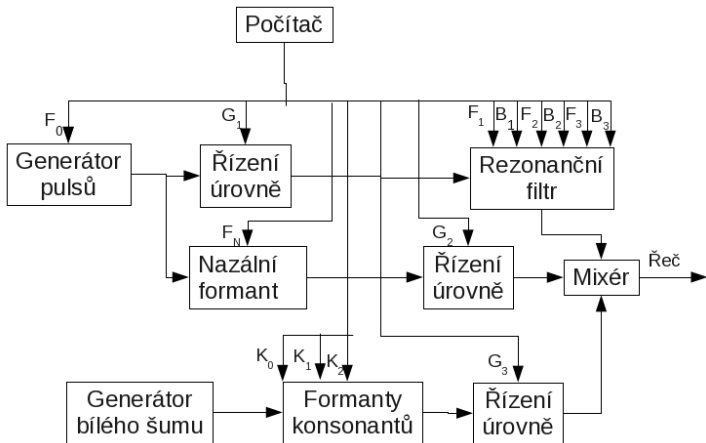 Počítač
F0
G1
F1 B1 F2 B2 F3 B3
Generátor
pulsů
Řízení
úrovně
Rezonanční
filtr
FN
G2
Nazální
formant
Řízení
úrovně
Mixér
Řeč
K0 K1 K2
G3
Generátor
bílého šumu
Formanty
konsonantů
Řízení
úrovně